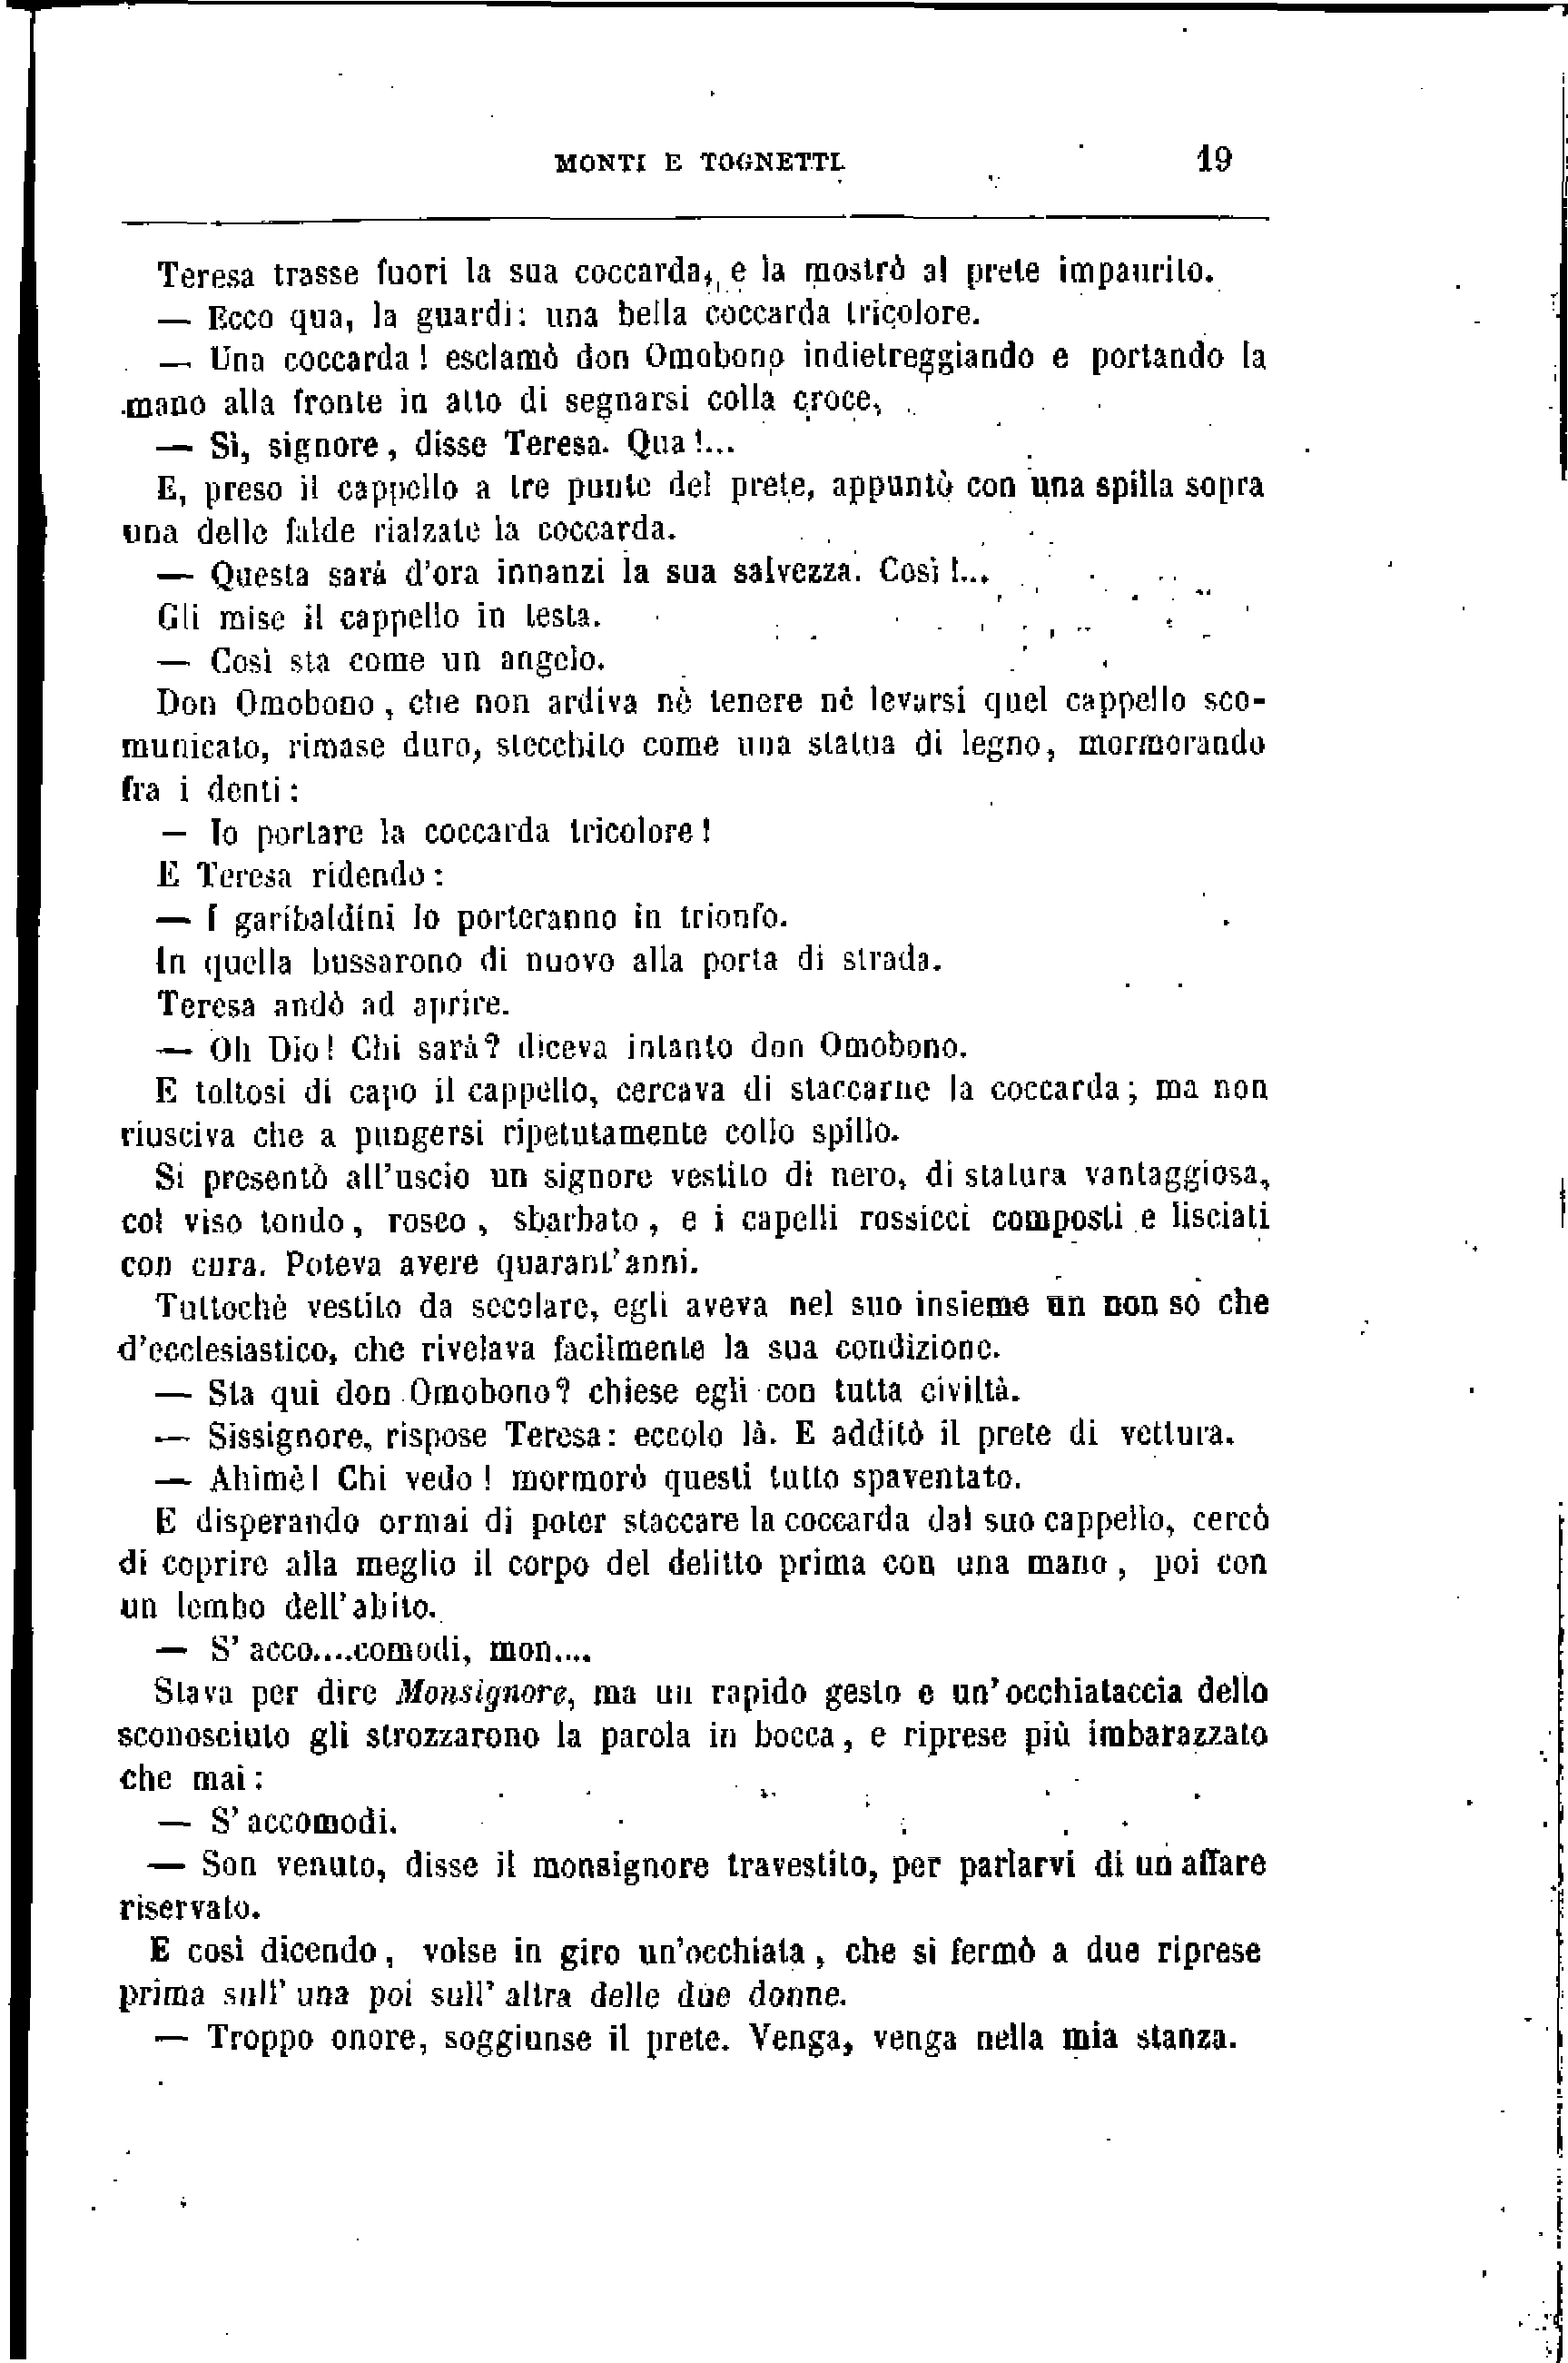 MONTI E TOGNETTI. 19
Teresa trasse fuori la sua coccarda, e la mostrò al prete impaurito.
— Ecco qua, la guardi: una bella coccarda tricolore.
— Una coccarda! esclamò don Omobono indietreggiando e portando la
mano alla fronte in atto di segnarsi colla croce,
— Sì, signore, disse Teresa. Qua!...
E, preso il cappello a tre punte del prete, appuntò con una spilla sopra
una delle falde rialzate la coccarda.
— Questa sarà d'ora innanzi la sua salvezza. Così!...
Gli mise il cappello in testa.
— Così sta come un angelo.
Don Omobono, che non ardiva nè tenere nè levarsi quel cappello sco-
municato, rimase duro, stecchito come una statua di legno, mormorando
fra i denti:
— Io portare la coccarda tricolore!
E Teresa ridendo:
— I garibaldini lo porteranno in trionfo.
In quella bussarono di nuovo alla porta di strada.
Teresa andò ad aprire.
— Oh Dio! Chi sarà? diceva intanto don Omobono.
E toltosi di capo il cappello, cercava di staccarne la coccarda; ma non
riusciva che a pungersi ripetutamente collo spillo.
Si presentò all'uscio un signore vestito di nero, di statura vantaggiosa,
col viso tondo, roseo, sbarbato, e i capelli rossicci composti e lisciati
con cura. Poteva avere quarant'anni.
Tuttochè vestito da secolare, egli aveva nel suo insieme un non so che
d'ecclesiastico, che rivelava facilmente la sua condizione.
— Sta qui don Omobono? chiese egli con tutta civiltà.
— Sissignore, rispose Teresa: eccolo là. E additò il prete di vettura.
— Ahimè! Chi vedo! mormorò questi tutto spaventato.
E disperando ormai di poter staccare la coccarda dal suo cappello, cercò
di coprire alla meglio il corpo del delitto prima con una mano, poi con
un lembo dell'abito.
— S'acco....comodi, mon....
Stava per dire Monsignore, ma un rapido gesto e un'occhiataccia dello
sconosciuto gli strozzarono la parola in bocca, e riprese più imbarazzato
che mai:
— S'accomodi.
— Son venuto, disse il monsignore travestito, per parlarvi di un affare
riservato.
E così dicendo, volse in giro un'occhiata, che si fermò a due riprese
prima sull'una poi sull'altra delle due donne.
— Troppo onore, soggiunse il prete. Venga, venga nella mia stanza.